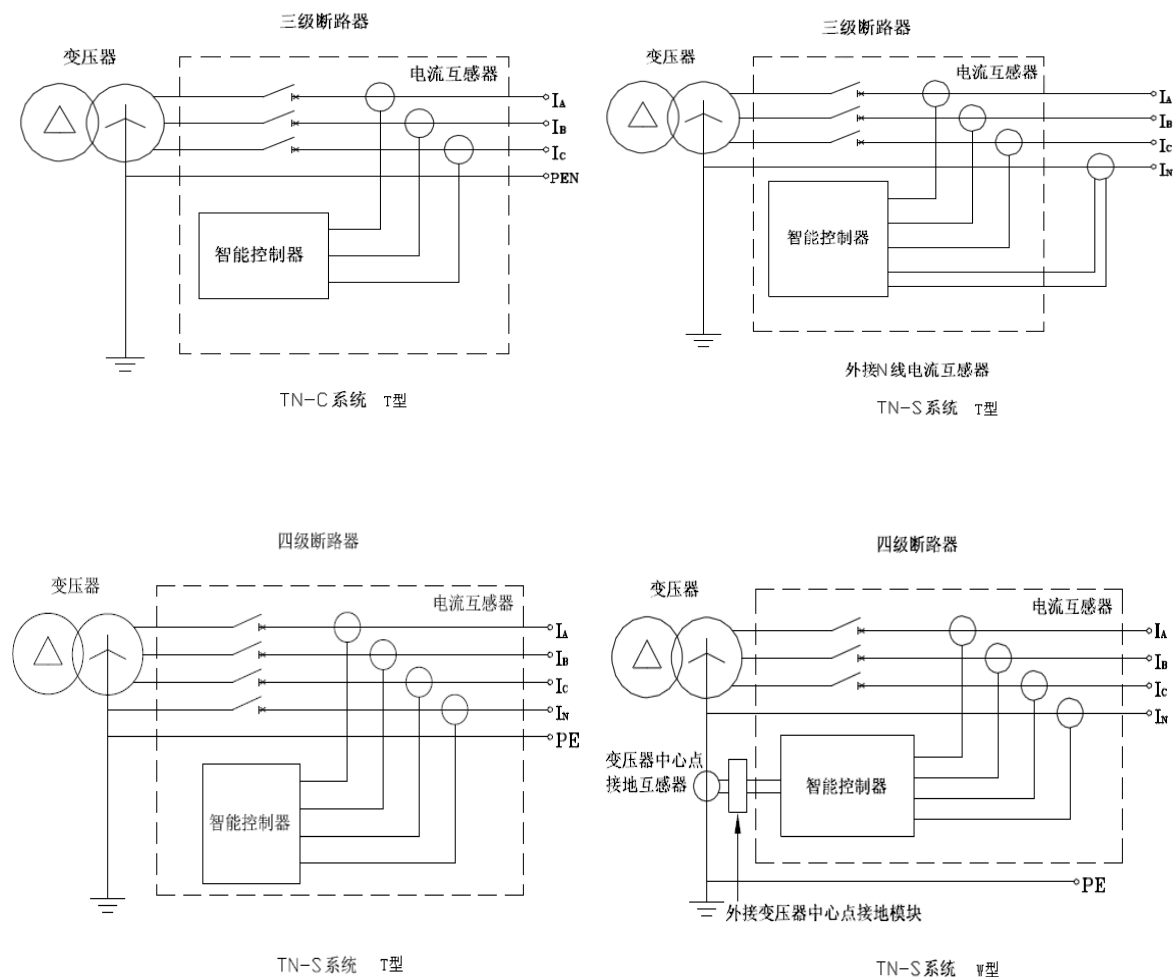 三级断路器
变压器
电流互感器
IA
IB
IC
PEN
智能控制器
TN-C系统 T型
三级断路器
变压器
电流互感器
IA
IB
IC
IN
智能控制器
外接N线电流互感器
TN-S系统 T型
四级断路器
变压器
电流互感器
IA
IB
IC
IN
PE
智能控制器
TN-S系统 T型
四级断路器
变压器
电流互感器
IA
IB
IC
IN
变压器中心点
接地互感器
智能控制器
PE
外接变压器中心点接地模块
TN-S系统 W型